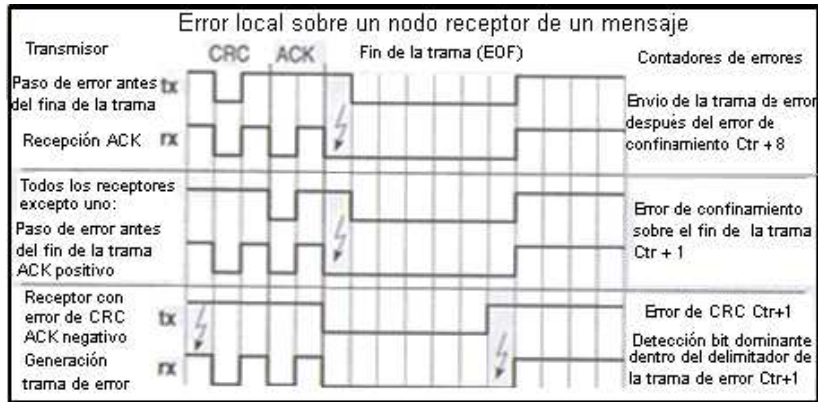 Error local sobre un nodo receptor de un mensaje
Transmisor
CRC
ACK
Fin de la trama (EOF)
Contadores de errores
Paso de error antes
del fina de la trama
tx
Recepción ACK
rx
Envio de la trama de error
después del error de
confinamiento Ctr + 8
Todos los receptores
excepto uno:
Paso de error antes
del fin de la trama
ACK positivo
Error de confinamiento
sobre el fin de la trama
Ctr + 1
Receptor con
error de CRC
ACK negativo
tx
Generación
trama de error
rx
Error de CRC Ctr+1
Detección bit dominante
dentro del delimitador de
la trama de error Ctr+1